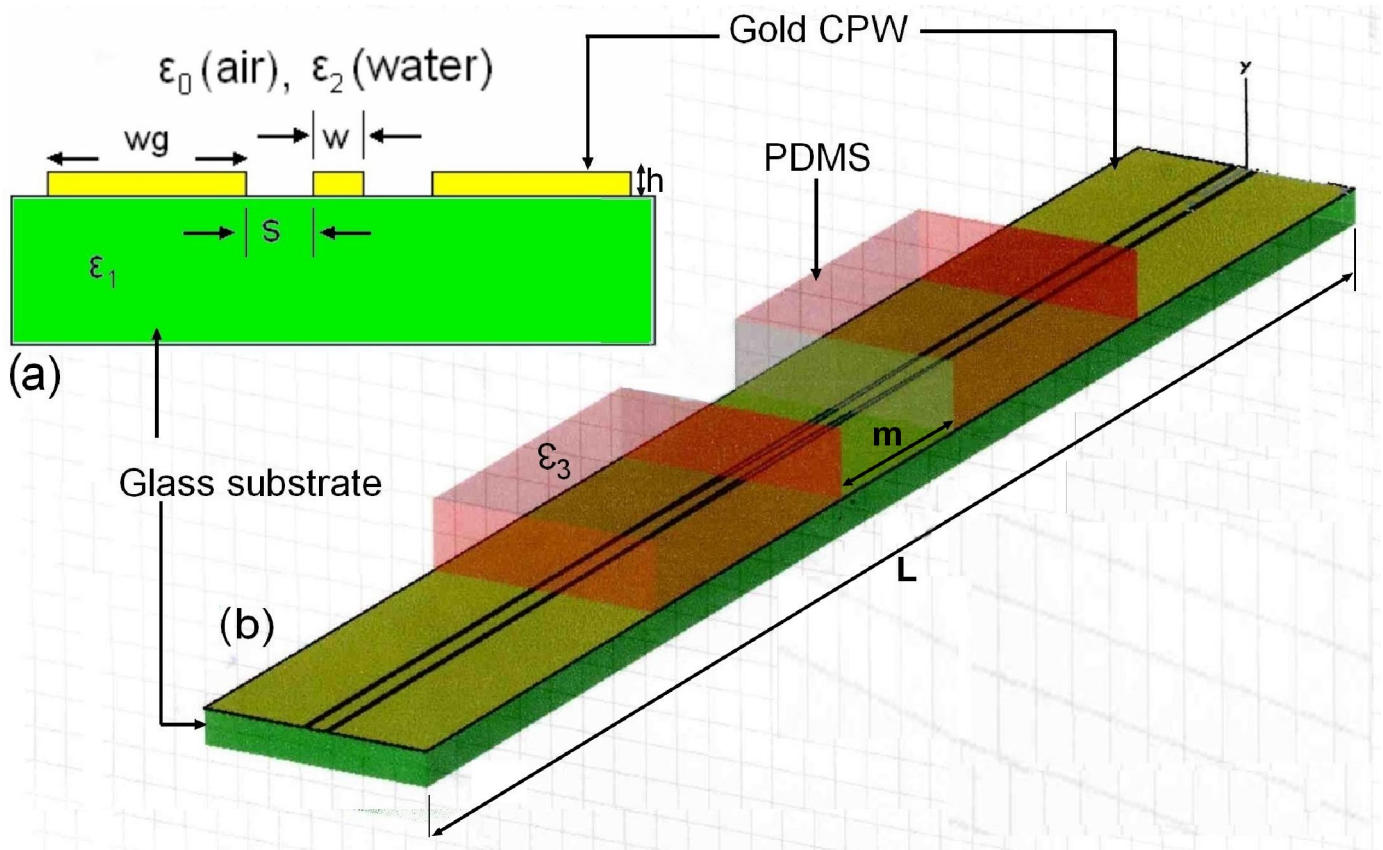 Gold CPW
ε₀ (air), ε₂ (water)
wg
w
h
s
ε₁
(a)
y
PDMS
ε₃
m
Glass substrate
L
(b)